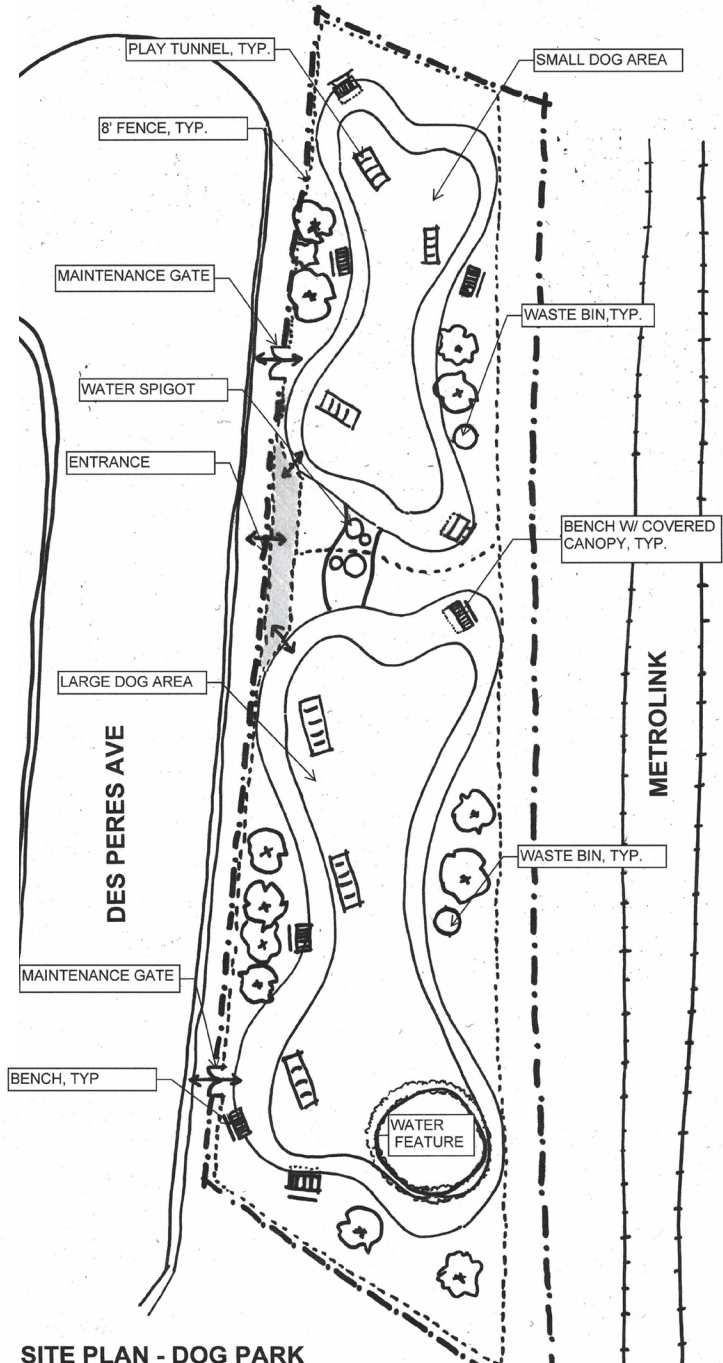 PLAY TUNNEL, TYP.
SMALL DOG AREA
8' FENCE, TYP.
MAINTENANCE GATE
WASTE BIN,TYP.
WATER SPIGOT
ENTRANCE
BENCH W/ COVERED
CANOPY, TYP.
LARGE DOG AREA
METROLINK
DES PERES AVE
WASTE BIN, TYP.
MAINTENANCE GATE
BENCH, TYP
WATER
FEATURE
SITE PLAN - DOG PARK